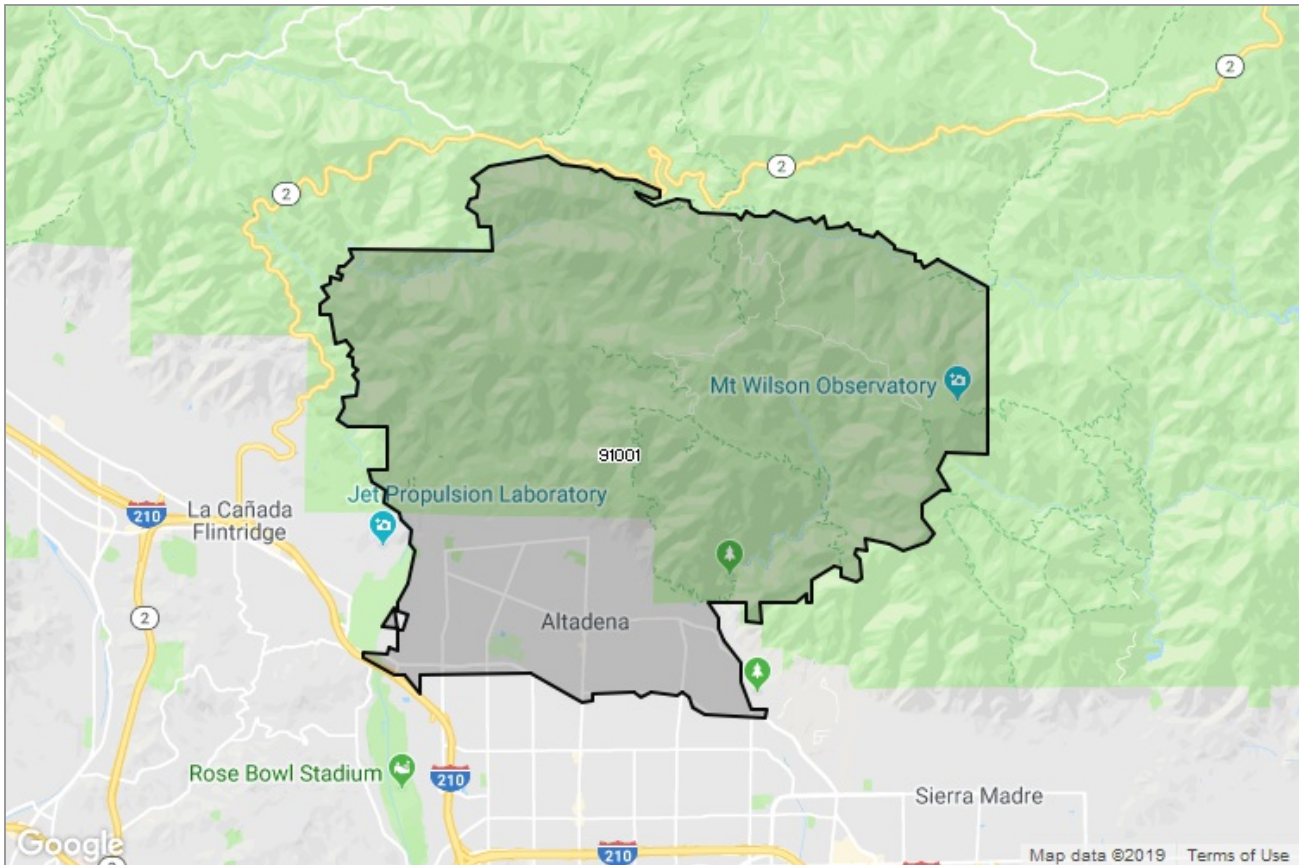 2
2
2
Mt Wilson Observatory
91001
Jet Propulsion Laboratory
La Cañada
Flintridge
210
2
Altadena
Rose Bowl Stadium
210
Sierra Madre
210
Google
Map data ©2019
Terms of Use